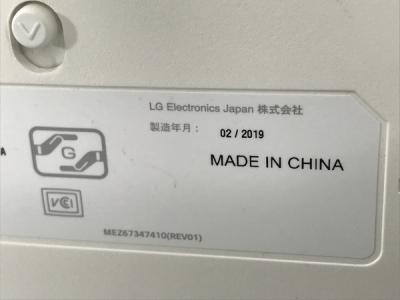 LG Electronics Japan 株式会社
製造年月： 02 / 2019
A
G
MADE IN CHINA
VCI
MEZ67347410(REV01)